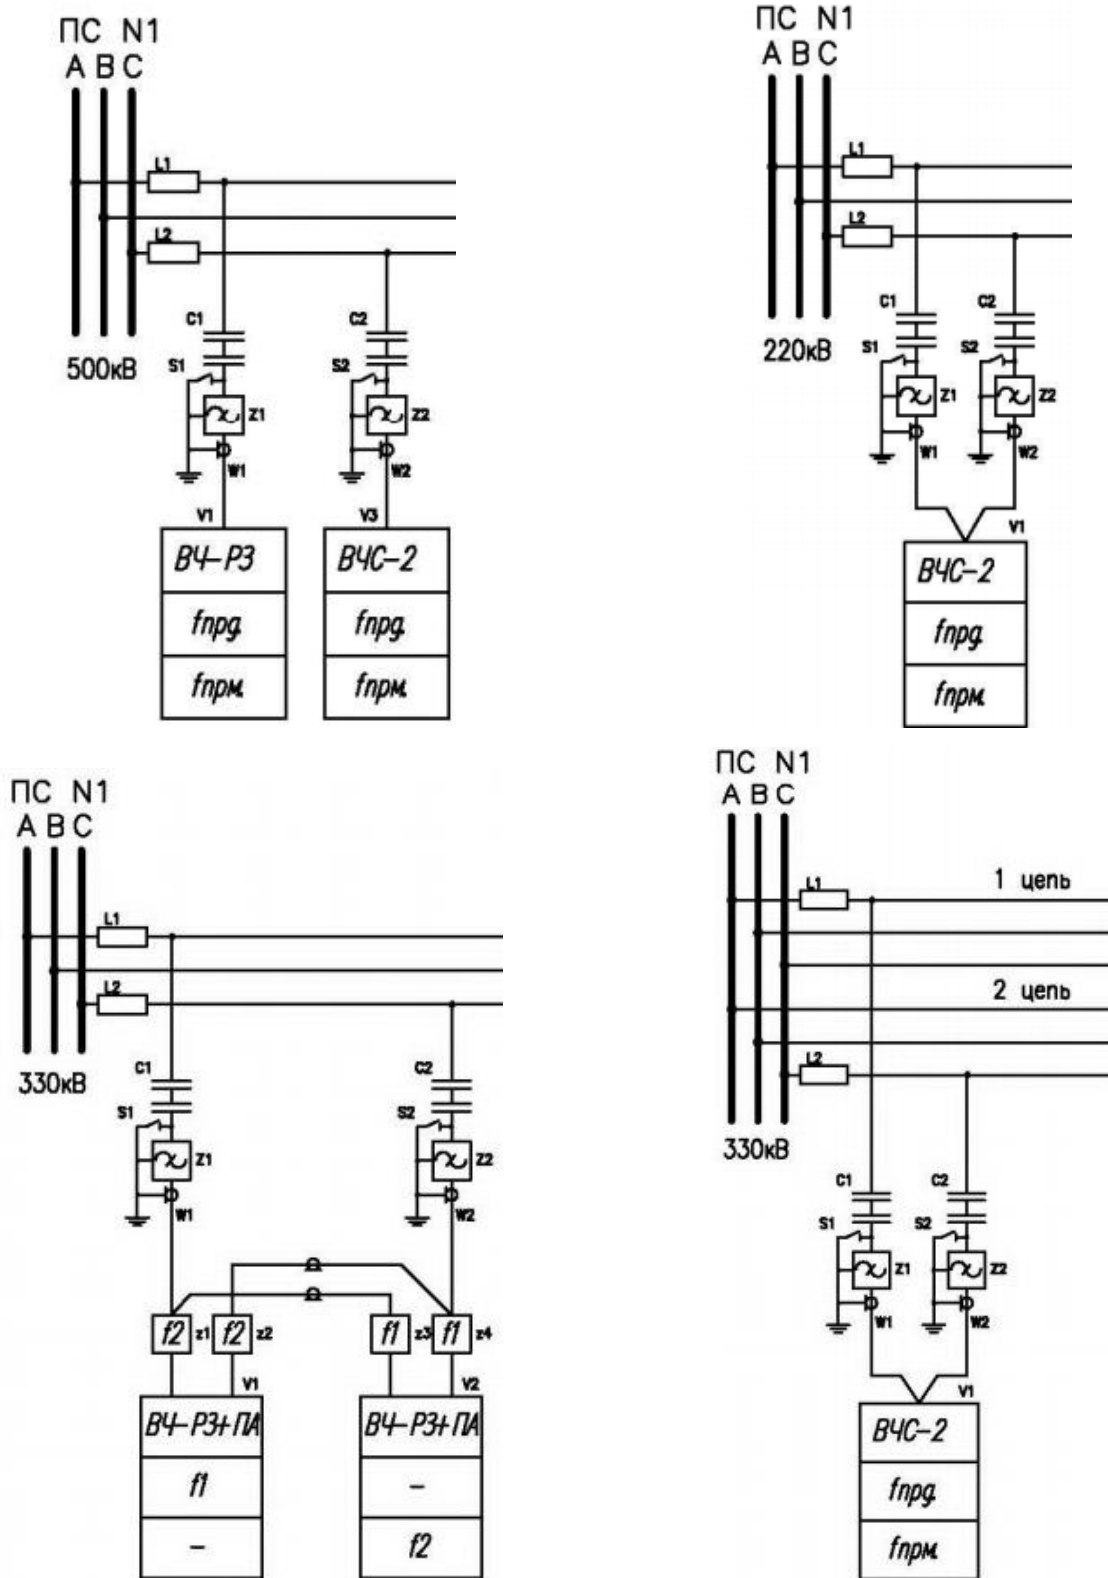 ПС N1
A B C
L1
L2
C1
C2
S1
S2
500кВ
Z1
Z2
W1
W2
V1
V3
ВЧ-РЗ
fпрд.
fпрм.
ВЧС-2
fпрд.
fпрм.
ПС N1
A B C
L1
L2
C1
C2
S1
S2
220кВ
Z1
Z2
W1
W2
V1
ВЧС-2
fпрд.
fпрм.
ПС N1
A B C
L1
L2
330кВ
C1
C2
S1
S2
Z1
Z2
W1
W2
f2 z1
f2 z2
f1 z3
f1 z4
V1
V2
ВЧ-РЗ+ПА
f1
-
ВЧ-РЗ+ПА
-
f2
ПС N1
A B C
L1
1 цепь
2 цепь
L2
330кВ
C1
C2
S1
S2
Z1
Z2
W1
W2
V1
ВЧС-2
fпрд.
fпрм.